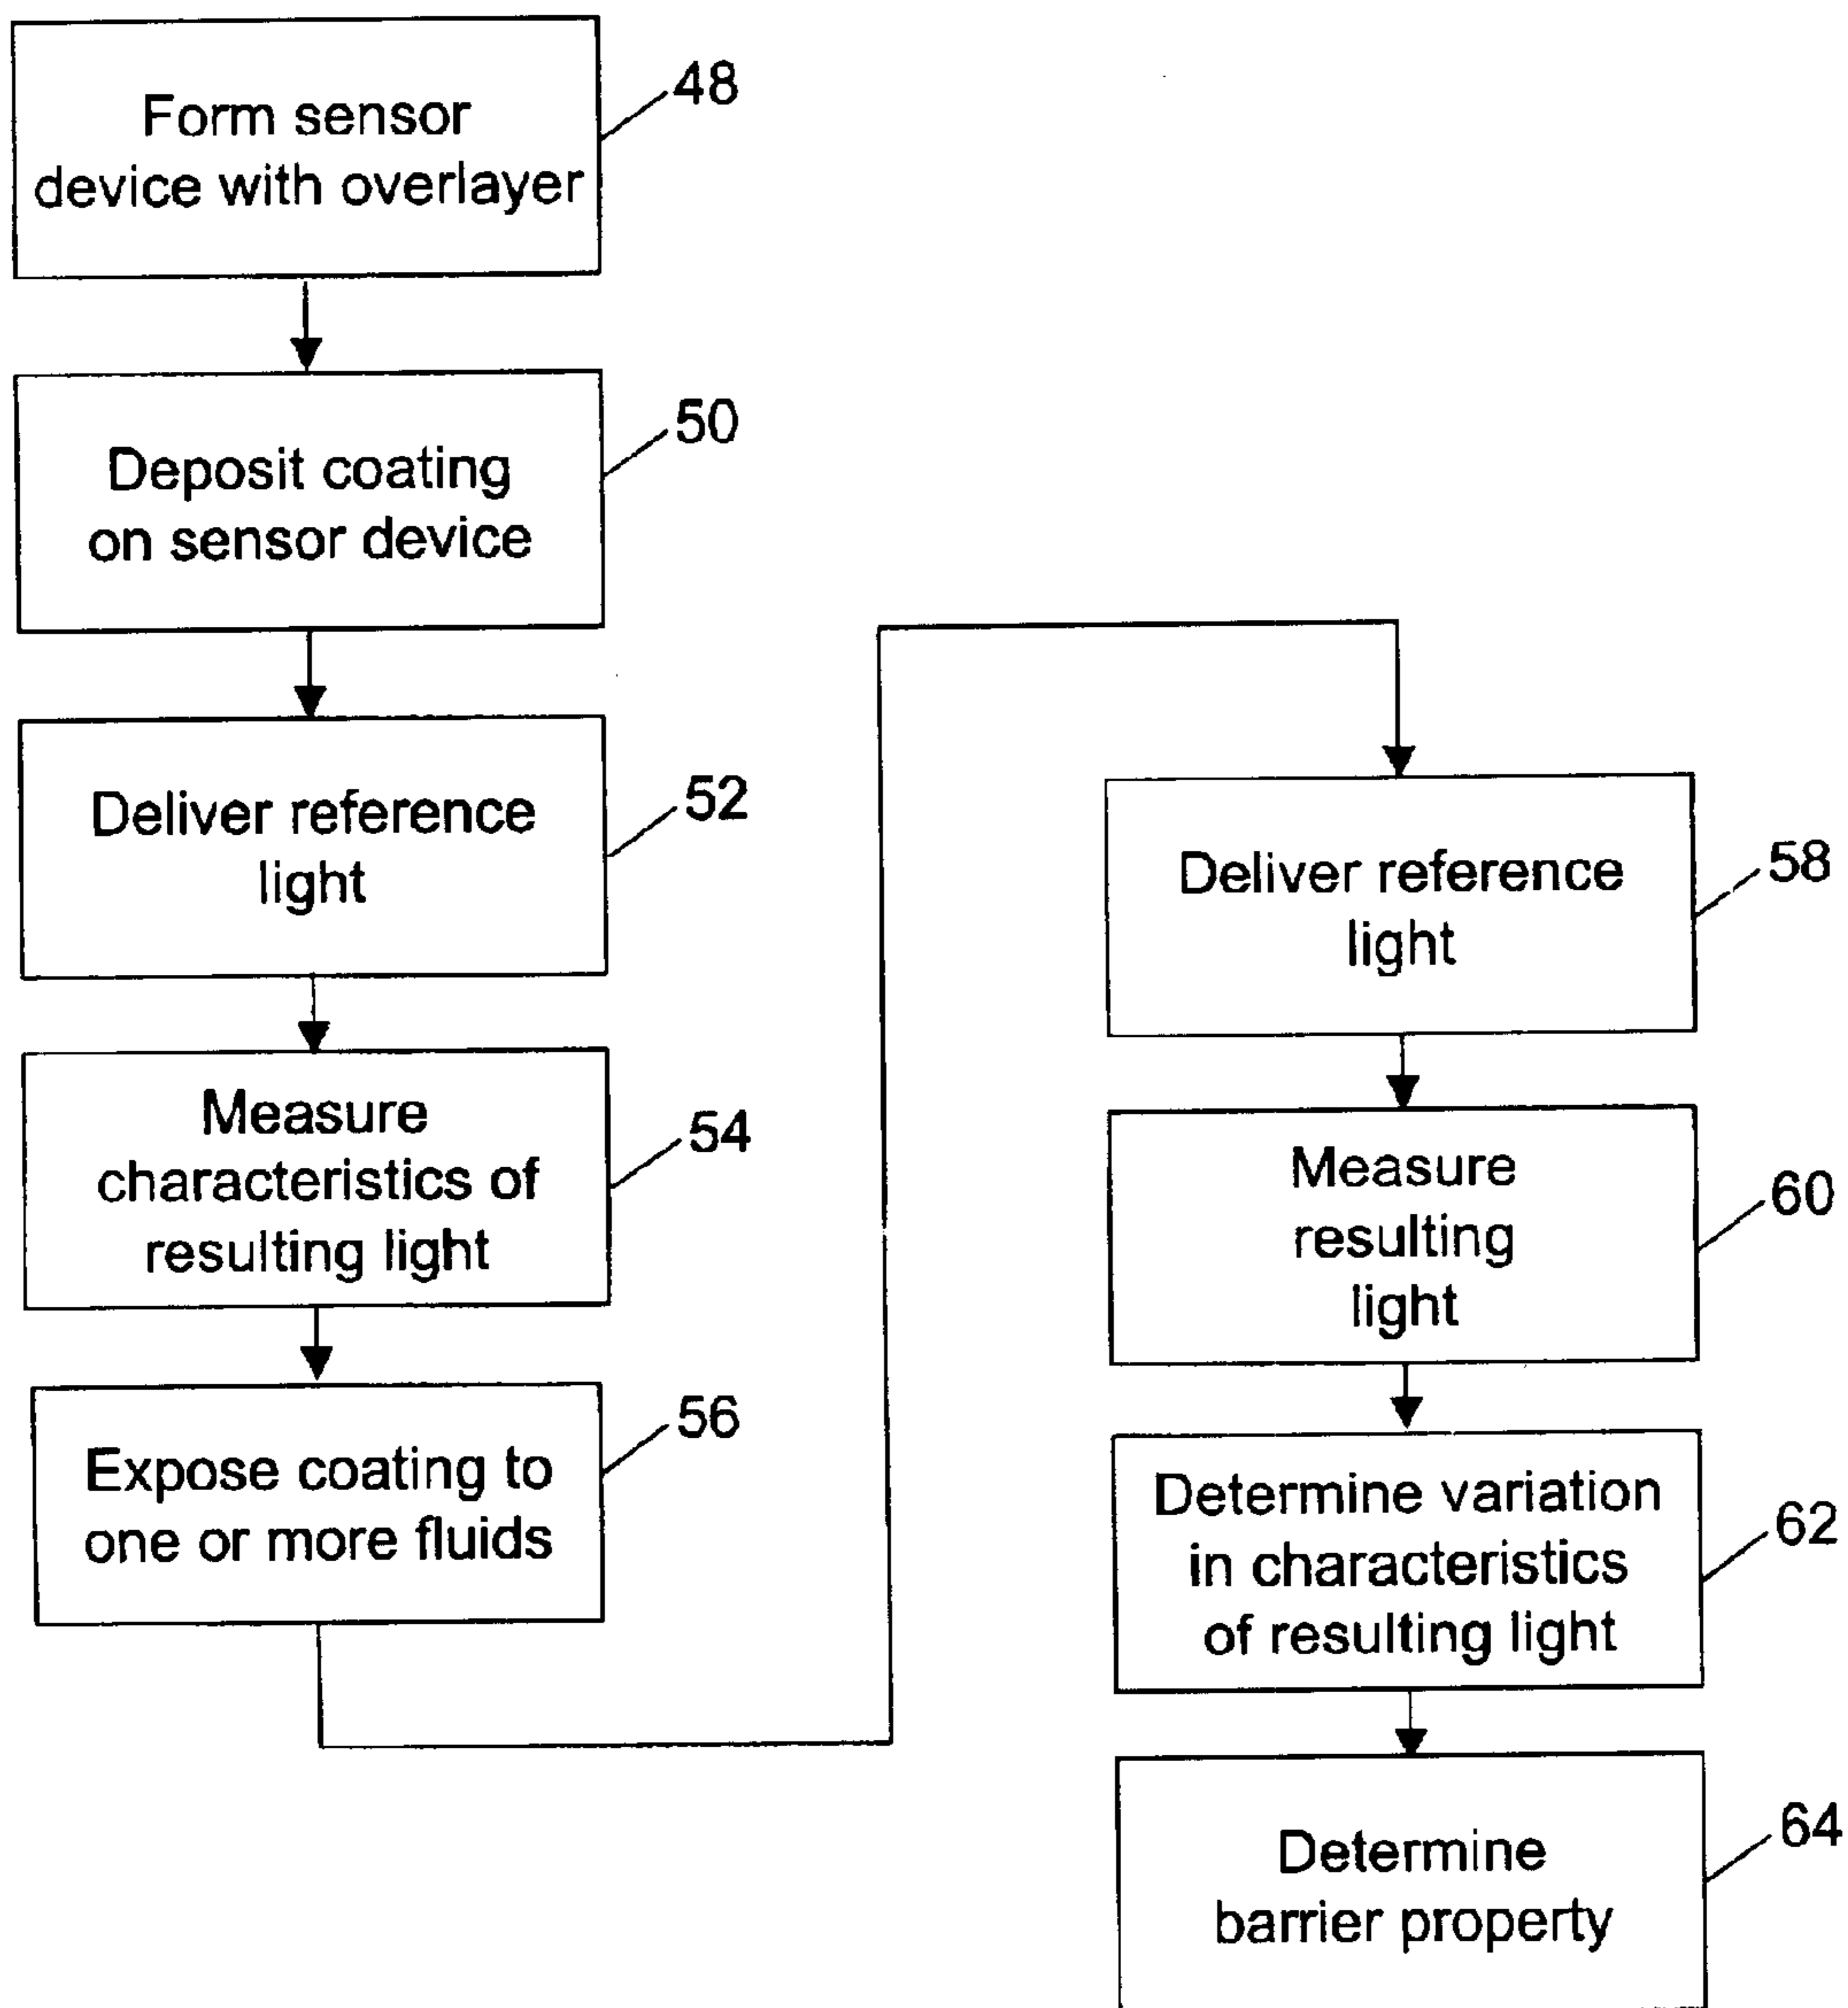 Form sensor
device with overlayer
48
Deposit coating
on sensor device
50
Deliver reference
light
52
Measure
characteristics of
resulting light
54
Expose coating to
one or more fluids
56
Deliver reference
light
58
Measure
resulting
light
60
Determine variation
in characteristics
of resulting light
62
Determine
barrier property
64